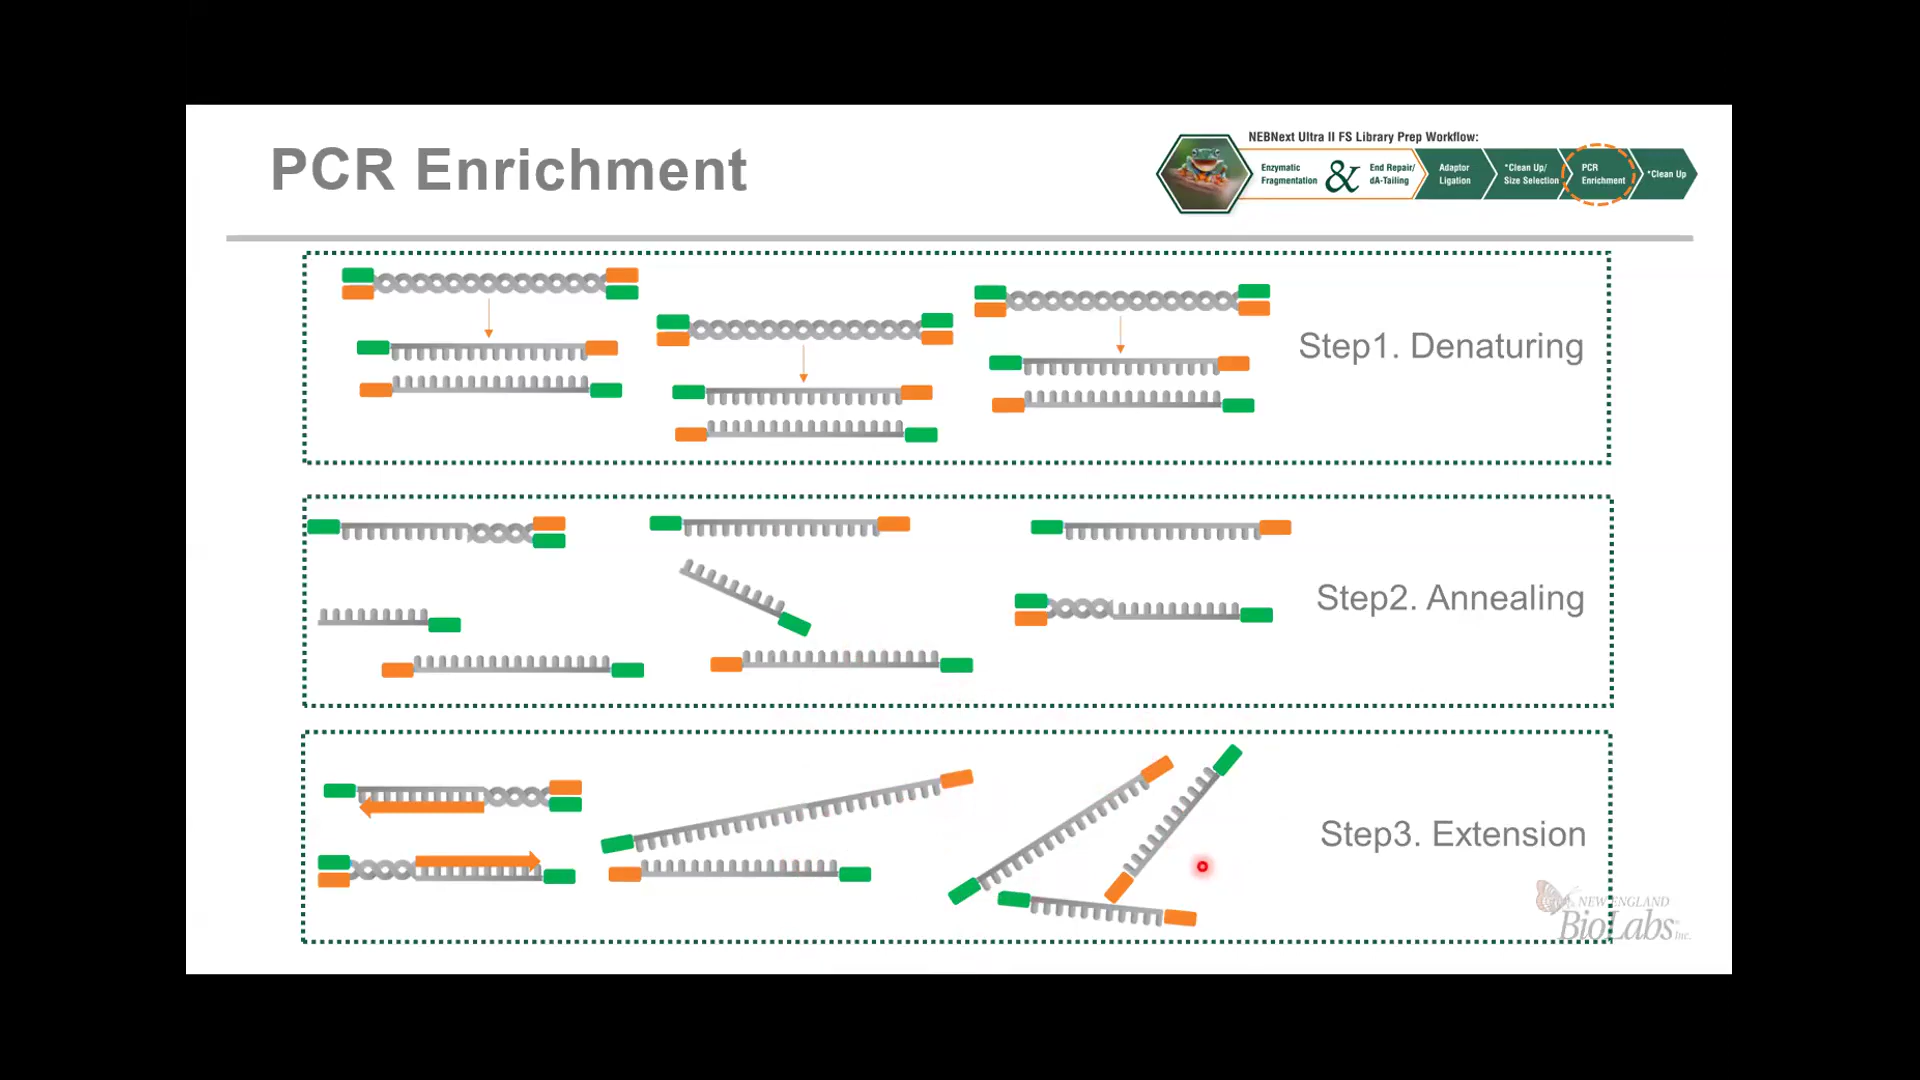 PCR Enrichment
NEBNext Ultra II FS Library Prep Workflow:
Enzymatic
Fragmentation
&
End Repair/
dA-Tailing
Adaptor
Ligation
*Clean Up/
Size Selection
PCR
Enrichment
*Clean Up
Step1. Denaturing
Step2. Annealing
Step3. Extension
NEW ENGLAND
BioLabs Inc.